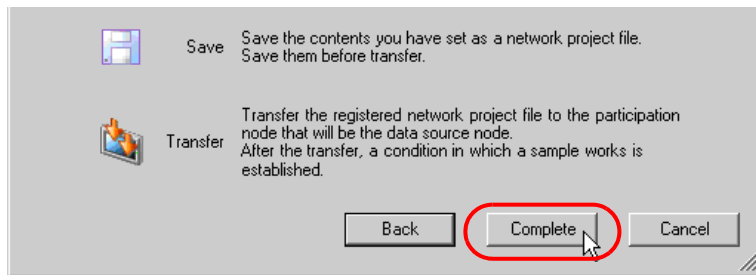 Save
Save the contents you have set as a network project file.
Save them before transfer.
Transfer
Transfer the registered network project file to the participation
node that will be the data source node.
After the transfer, a condition in which a sample works is
established.
Back
Complete
Cancel